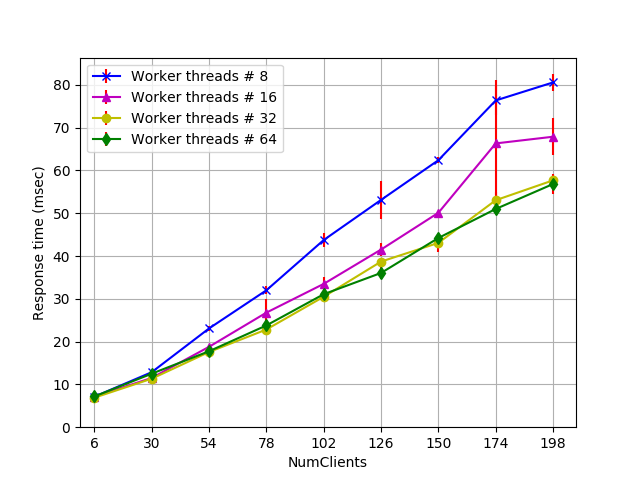 Worker threads # 8
Worker threads # 16
Worker threads # 32
Worker threads # 64
80
70
60
50
40
30
20
10
0
Response time (msec)
6 30 54 78 102 126 150 174 198
NumClients